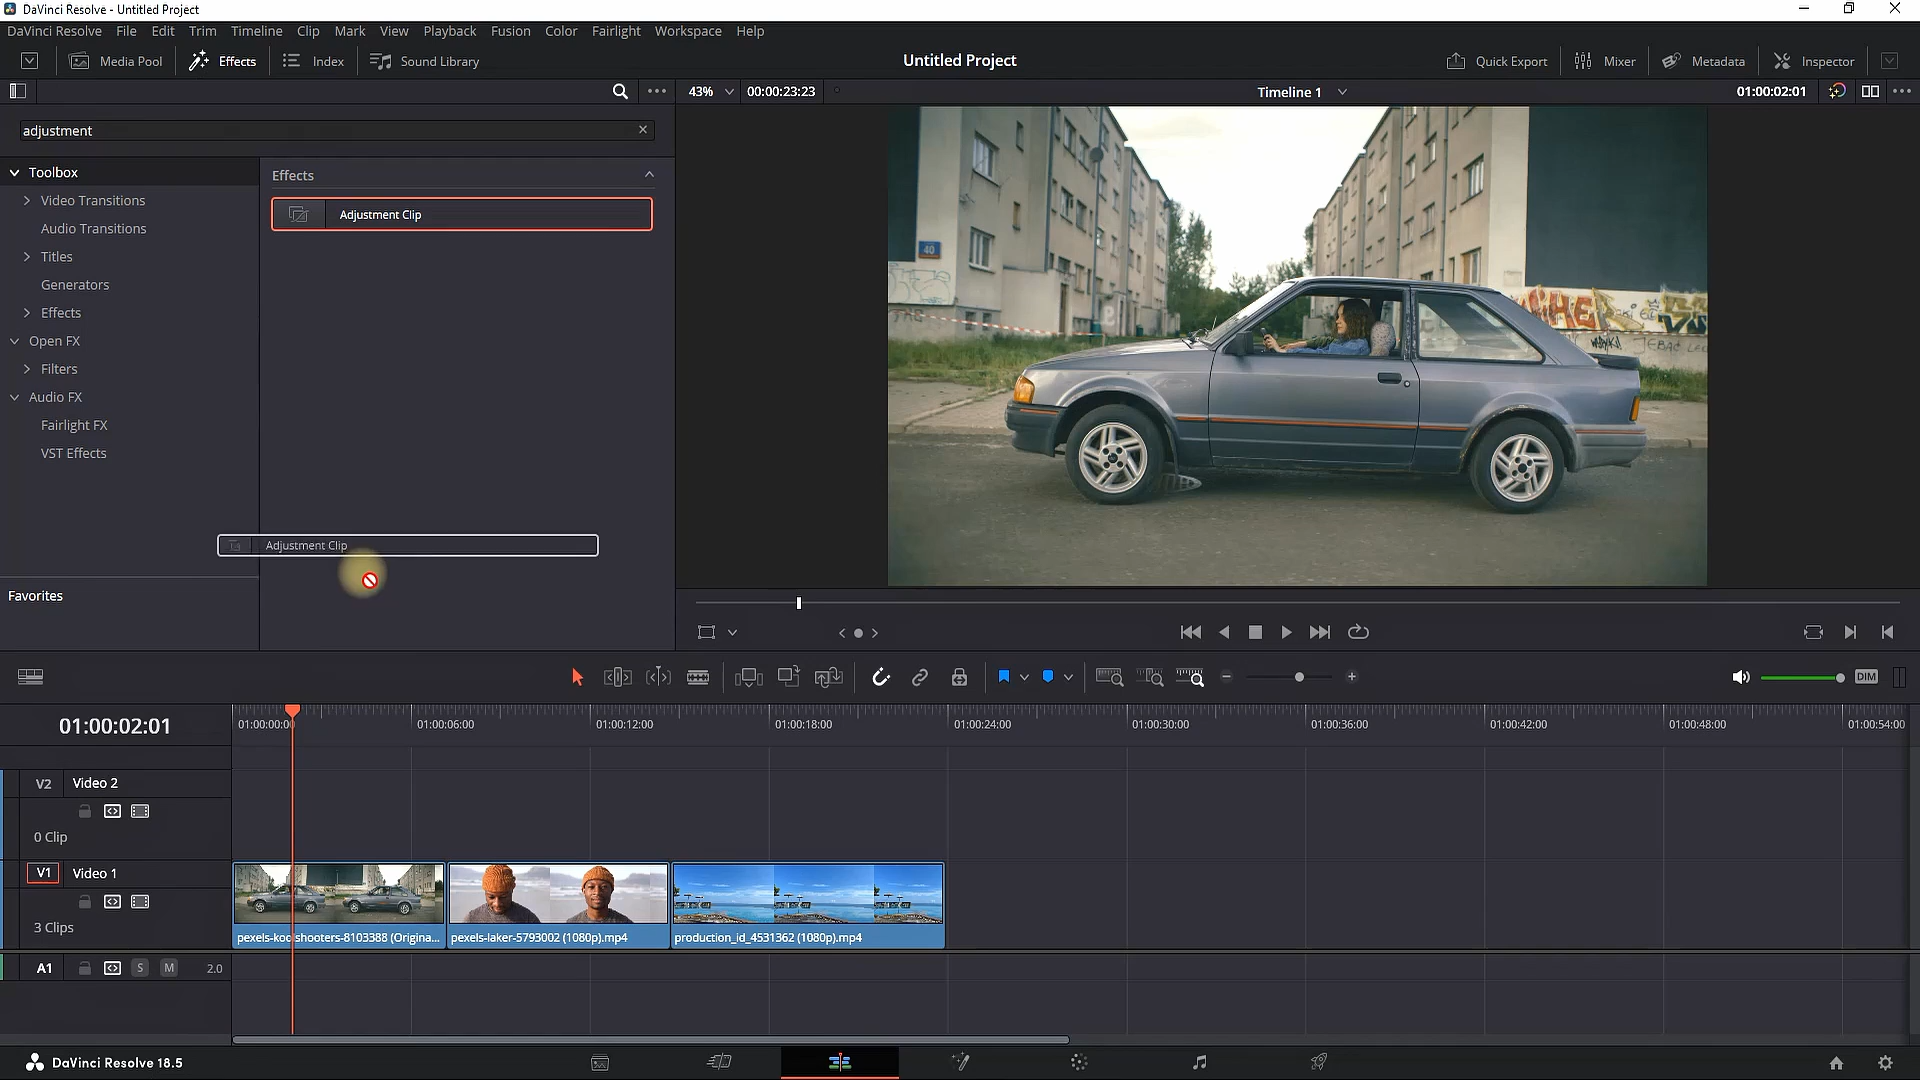 DaVinci Resolve - Untitled Project
DaVinci Resolve File Edit Trim Timeline Clip Mark View Playback Fusion Color Fairlight Workspace Help
Media Pool Effects Index Sound Library Untitled Project Quick Export Mixer Metadata Inspector
43% 00:00:23:23 Timeline 1 01:00:02:01
adjustment
Toolbox
Video Transitions
Audio Transitions
Titles
Generators
Effects
Open FX
Filters
Audio FX
Fairlight FX
VST Effects
Favorites
Effects
Adjustment Clip
Adjustment Clip
40
DIM
01:00:02:01
01:00:00:00 01:00:06:00 01:00:12:00 01:00:18:00 01:00:24:00 01:00:30:00 01:00:36:00 01:00:42:00 01:00:48:00 01:00:54:00
V2 Video 2
0 Clip
V1 Video 1
3 Clips
(Origina...
pexels-laker-5793002 (1080p).mp4
production_id_4531362 (1080p).mp4
A1 S M 2.0
DaVinci Resolve 18.5